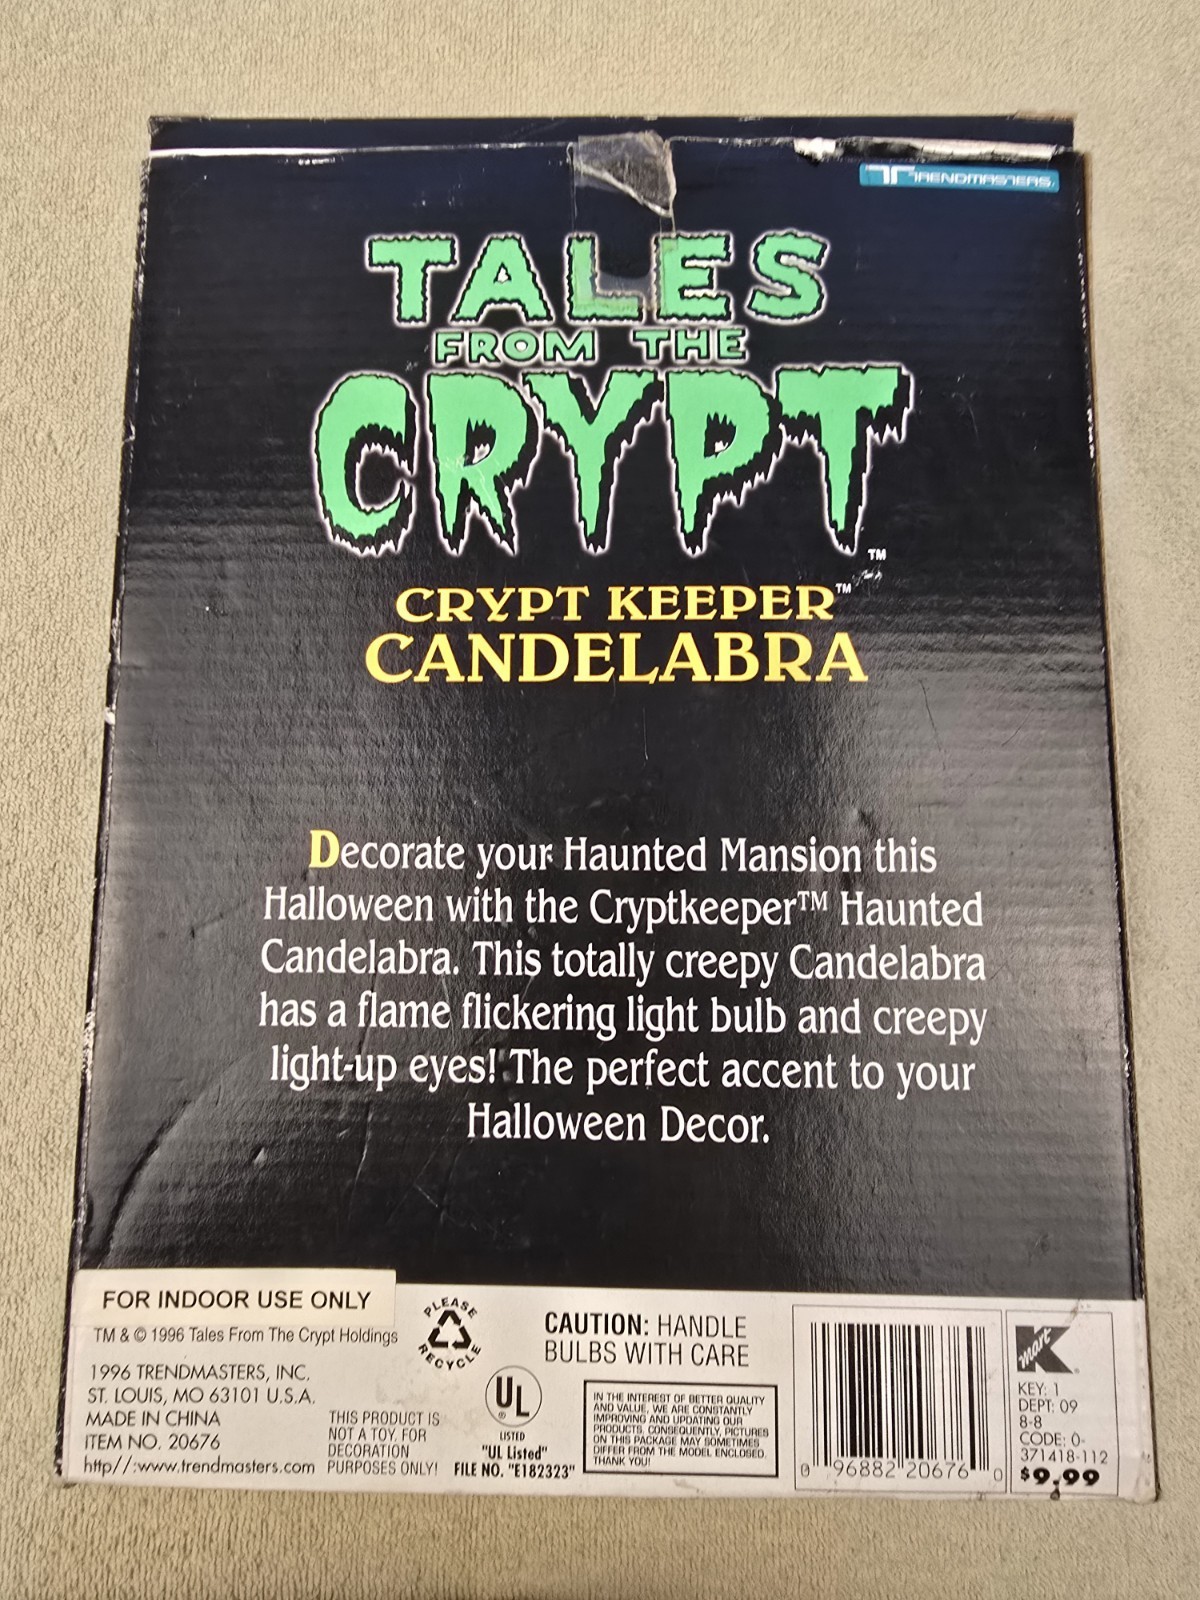 TRENDMASTERS
TALES
FROM THE
CRYPT
TM
CRYPT KEEPER™
CANDELABRA
Decorate your Haunted Mansion this
Halloween with the Cryptkeeper™ Haunted
Candelabra. This totally creepy Candelabra
has a flame flickering light bulb and creepy
light-up eyes! The perfect accent to your
Halloween Decor.
FOR INDOOR USE ONLY
TM & © 1996 Tales From The Crypt Holdings
1996 TRENDMASTERS, INC.
ST. LOUIS, MO 63101 U.S.A.
MADE IN CHINA
ITEM NO. 20676
http//:www.trendmasters.com
THIS PRODUCT IS
NOT A TOY. FOR
DECORATION
PURPOSES ONLY!
PLEASE
RECYCLE
UL
®
LISTED
"UL Listed"
FILE NO. "E182323"
CAUTION: HANDLE
BULBS WITH CARE
IN THE INTEREST OF BETTER QUALITY
AND VALUE, WE ARE CONSTANTLY
IMPROVING AND UPDATING OUR
PRODUCTS. CONSEQUENTLY, PICTURES
ON THIS PACKAGE MAY SOMETIMES
DIFFER FROM THE MODEL ENCLOSED.
THANK YOU!
0 96882 20676 0
Kmart®
KEY: 1
DEPT: 09
8-8
CODE: 0-
371418-112
$9.99